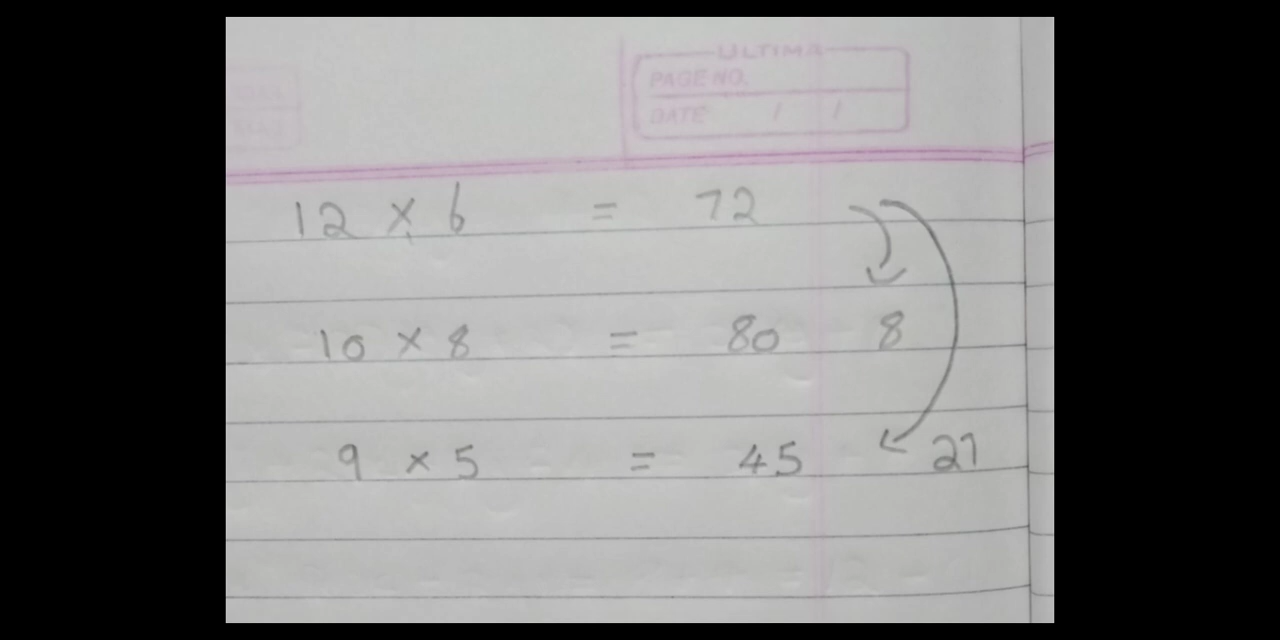 ULTIMA
PAGE NO.
DATE / /
12 × 6 = 72
10 × 8 = 80 8
9 × 5 = 45 27